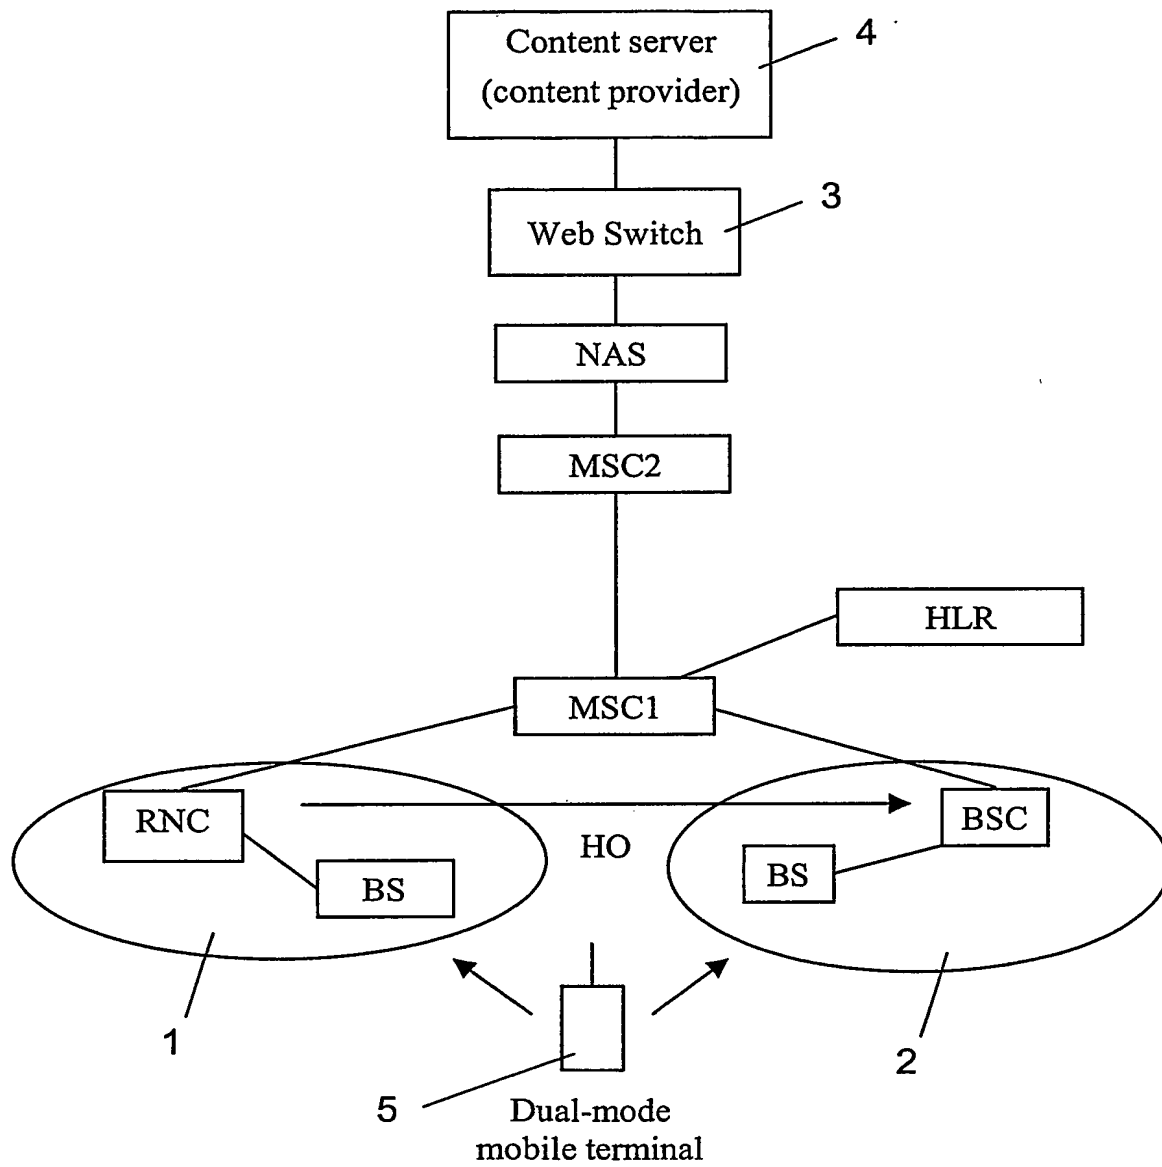 Content server
(content provider)
4
Web Switch
3
NAS
MSC2
HLR
MSC1
RNC
BS
HO
BSC
BS
1
2
5
Dual-mode
mobile terminal